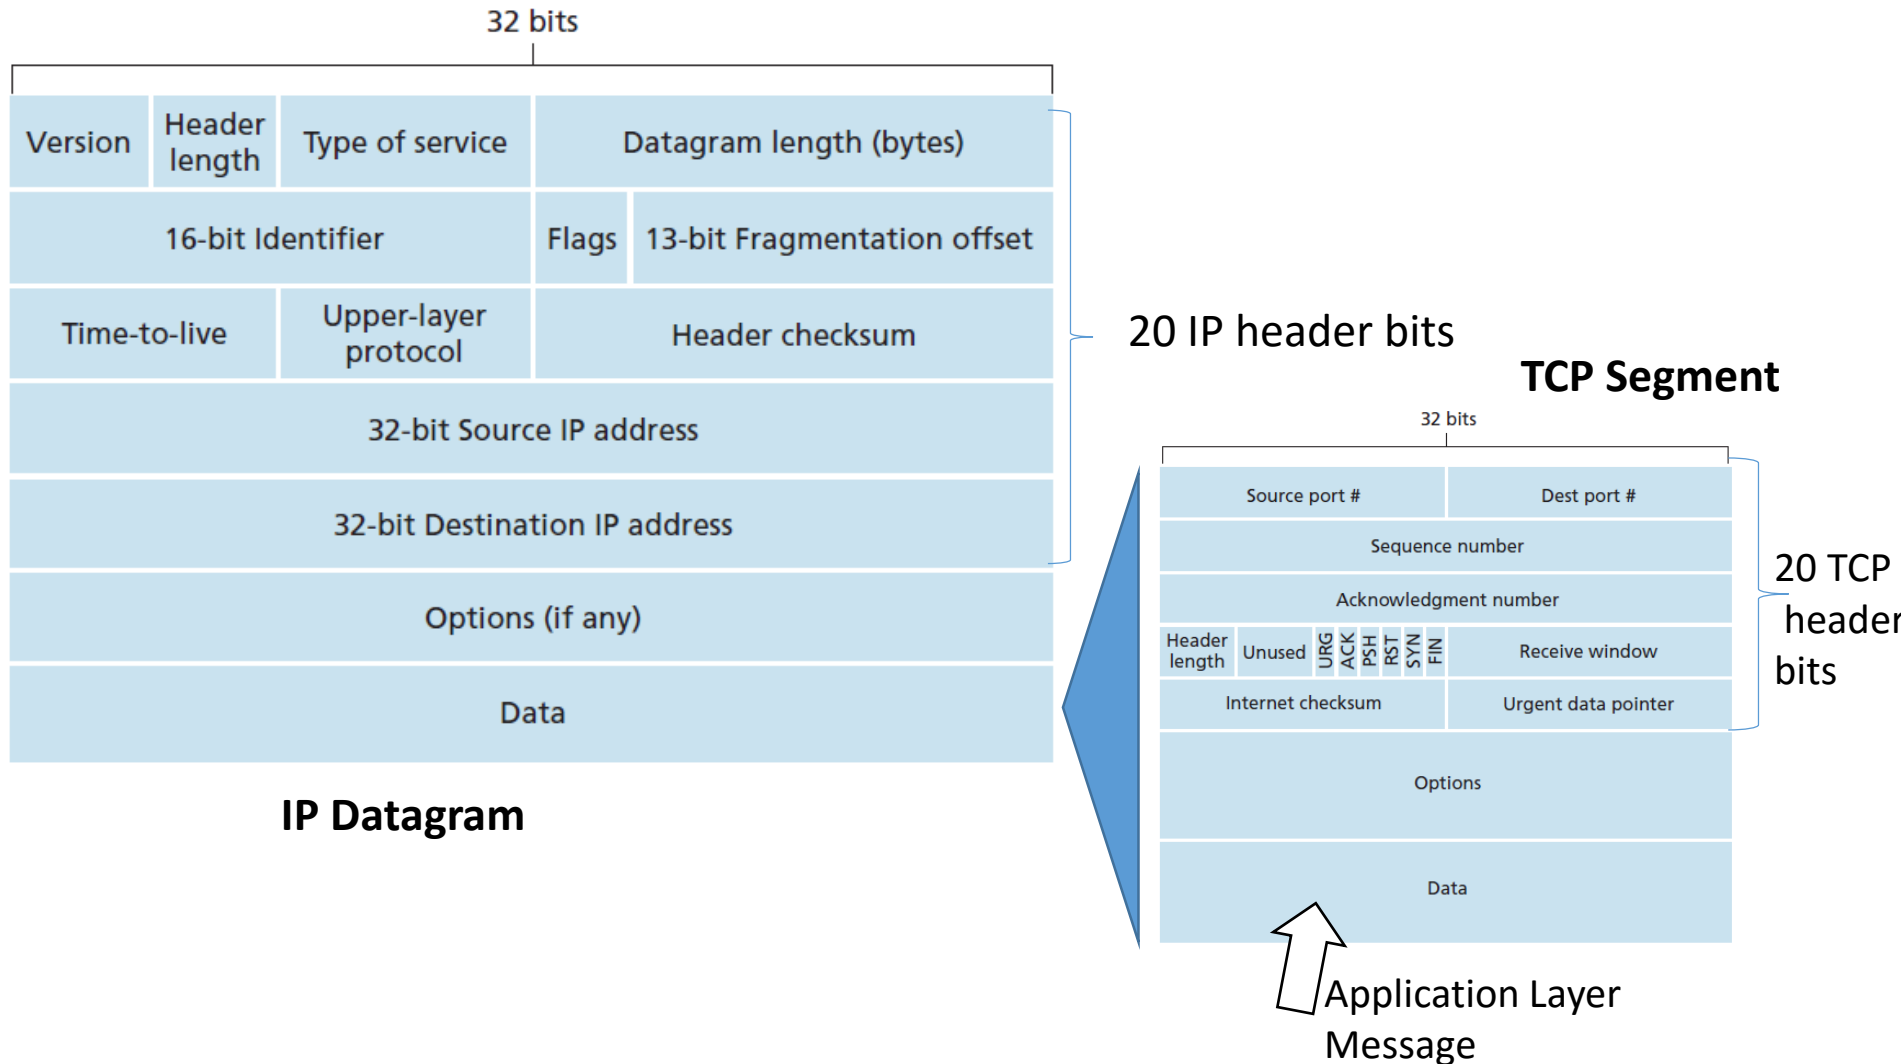 32 bits
Version
Header
length
Type of service
Datagram length (bytes)
16-bit Identifier
Flags
13-bit Fragmentation offset
Time-to-live
Upper-layer
protocol
Header checksum
32-bit Source IP address
32-bit Destination IP address
Options (if any)
Data
IP Datagram
20 IP header bits
TCP Segment
32 bits
Source port #
Dest port #
Sequence number
Acknowledgment number
Header
length
Unused
URG
ACK
PSH
RST
SYN
FIN
Receive window
Internet checksum
Urgent data pointer
Options
Data
20 TCP
header
bits
Application Layer
Message